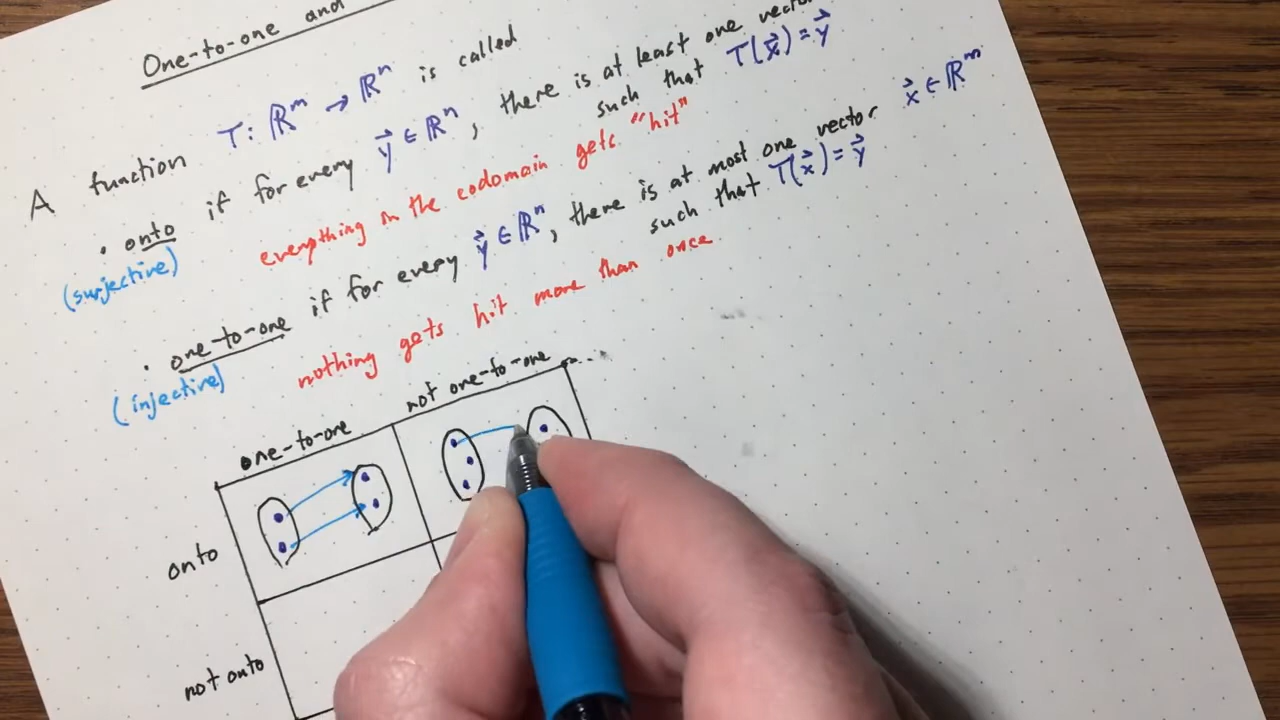 One-to-one and
A function T: ℝᵐ → ℝⁿ is called
• onto if for every y⃗ ∈ ℝⁿ, there is at least one vector
(surjective) such that T(x⃗) = y⃗
everything in the codomain gets "hit"
• one-to-one if for every y⃗ ∈ ℝⁿ, there is at most one vector x⃗ ∈ ℝᵐ
(injective) such that T(x⃗) = y⃗
nothing gets hit more than once
one-to-one not one-to-one
onto
not onto